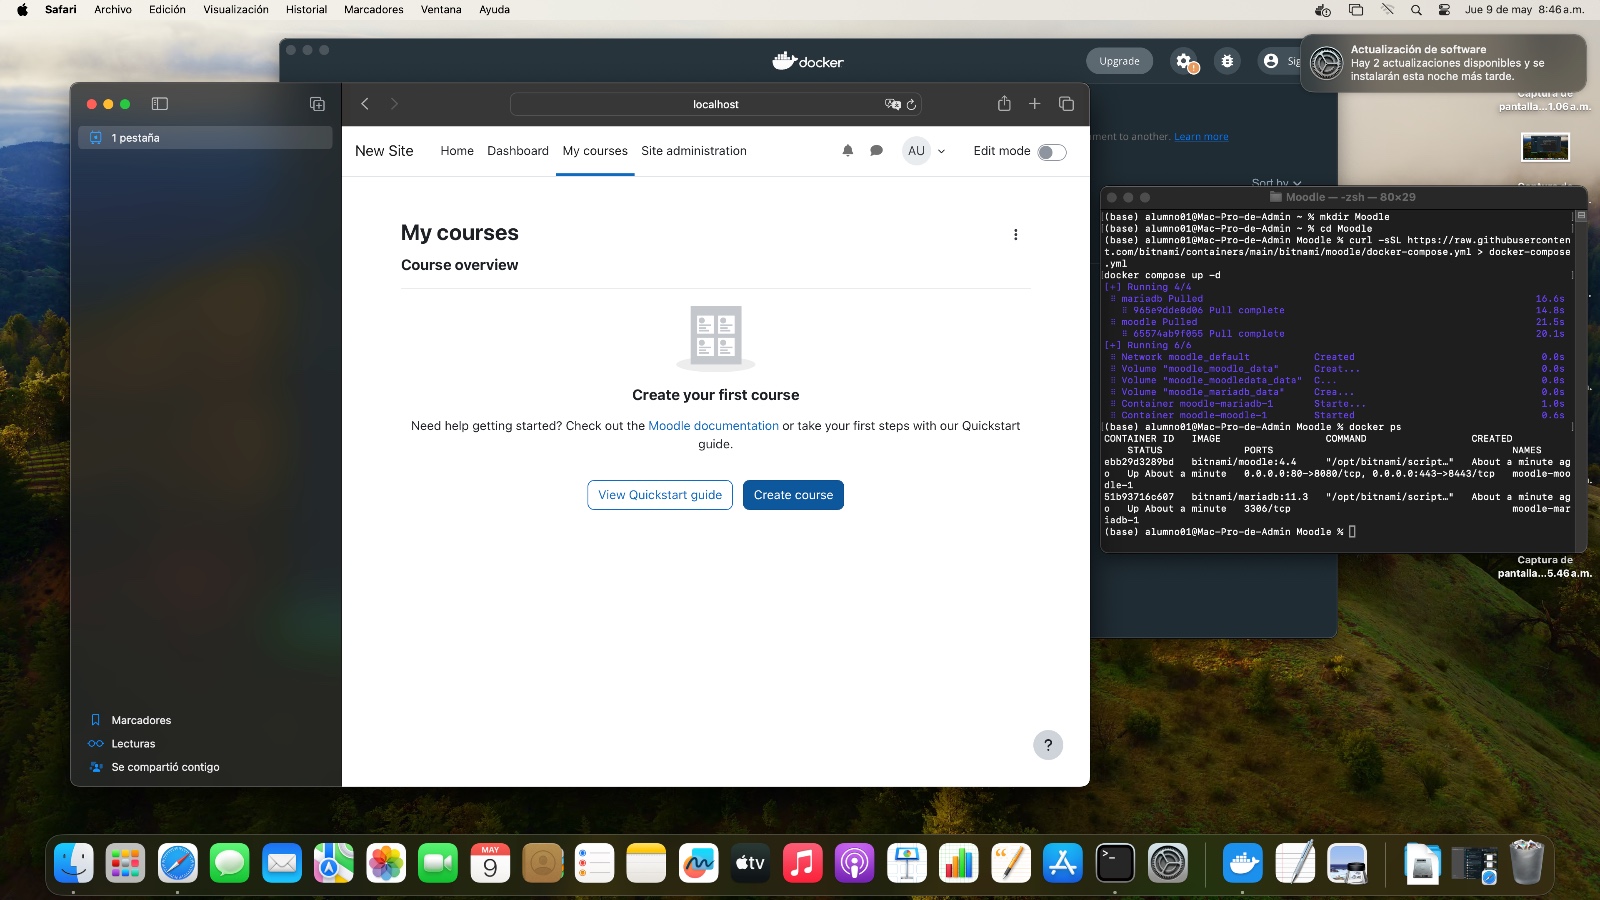 Safari Archivo Edición Visualización Historial Marcadores Ventana Ayuda
Jue 9 de may 8:46 a.m.
docker
Upgrade
Actualización de software
Hay 2 actualizaciones disponibles y se
instalarán esta noche más tarde.
pantalla...1.06 a.m.
ment to another. Learn more
Sort by
1 pestaña
localhost
New Site Home Dashboard My courses Site administration AU Edit mode
My courses
Course overview
Create your first course
Need help getting started? Check out the Moodle documentation or take your first steps with our Quickstart
guide.
View Quickstart guide Create course
?
Marcadores
Lecturas
Se compartió contigo
Moodle — -zsh — 80×29
(base) alumno01@Mac-Pro-de-Admin ~ % mkdir Moodle
(base) alumno01@Mac-Pro-de-Admin ~ % cd Moodle
(base) alumno01@Mac-Pro-de-Admin Moodle % curl -sSL https://raw.githubuserconten
t.com/bitnami/containers/main/bitnami/moodle/docker-compose.yml > docker-compose
.yml
docker compose up -d
[+] Running 4/4
mariadb Pulled 16.6s
965e9dde0d06 Pull complete 14.8s
moodle Pulled 21.5s
65574ab9f055 Pull complete 20.1s
[+] Running 6/6
Network moodle_default Created 0.0s
Volume "moodle_moodle_data" Creat... 0.0s
Volume "moodle_moodledata_data" C... 0.0s
Volume "moodle_mariadb_data" Crea... 0.0s
Container moodle-mariadb-1 Starte... 1.0s
Container moodle-moodle-1 Started 0.6s
(base) alumno01@Mac-Pro-de-Admin Moodle % docker ps
CONTAINER ID IMAGE COMMAND CREATED
STATUS PORTS NAMES
ebb29d3289bd bitnami/moodle:4.4 "/opt/bitnami/script…" About a minute ag
o Up About a minute 0.0.0.0:80->8080/tcp, 0.0.0.0:443->8443/tcp moodle-moo
dle-1
51b93716c607 bitnami/mariadb:11.3 "/opt/bitnami/script…" About a minute ag
o Up About a minute 3306/tcp moodle-mar
iadb-1
(base) alumno01@Mac-Pro-de-Admin Moodle %
Captura de
pantalla...5.46 a.m.
MAY
9
tv